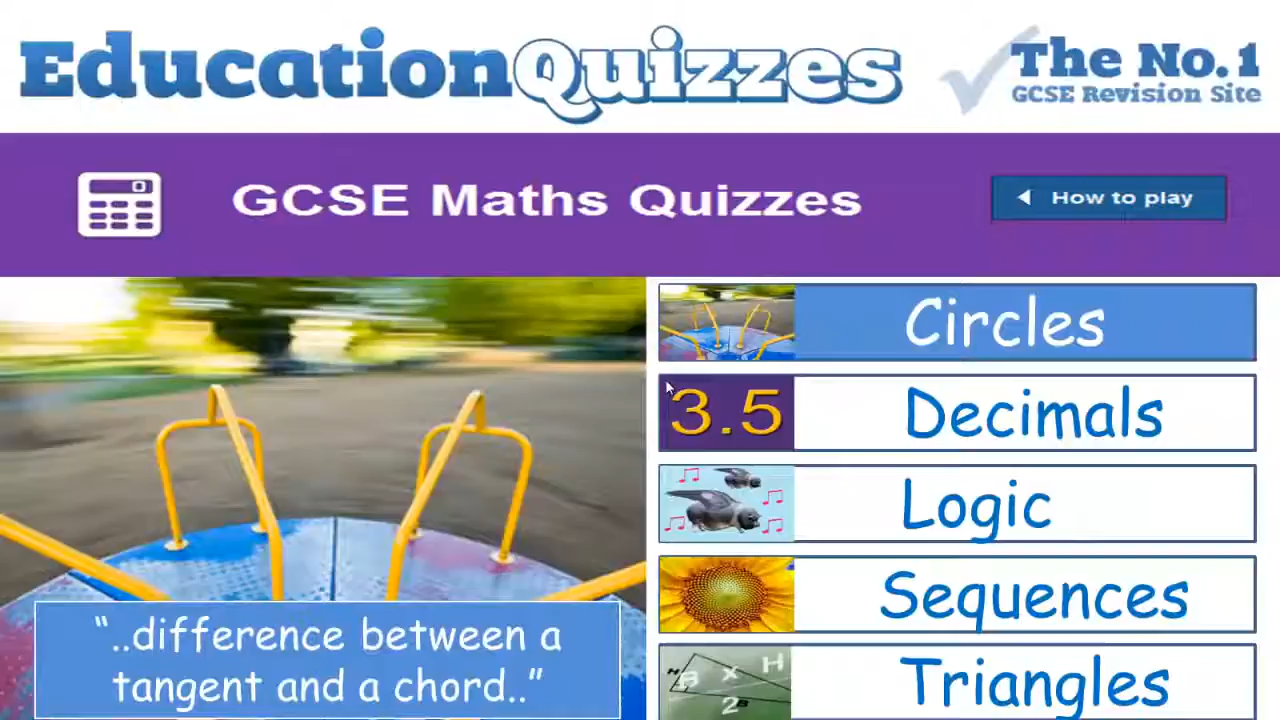 EducationQuizzes
The No.1
GCSE Revision Site
GCSE Maths Quizzes
How to play
Circles
3.5
Decimals
Logic
Sequences
Triangles
"..difference between a
tangent and a chord.."